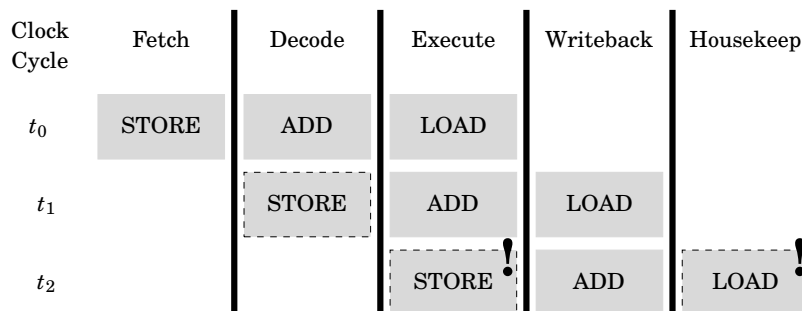 Clock Cycle Fetch Decode Execute Writeback Housekeep
t0 STORE ADD LOAD
t1 STORE ADD LOAD
t2 STORE! ADD LOAD!